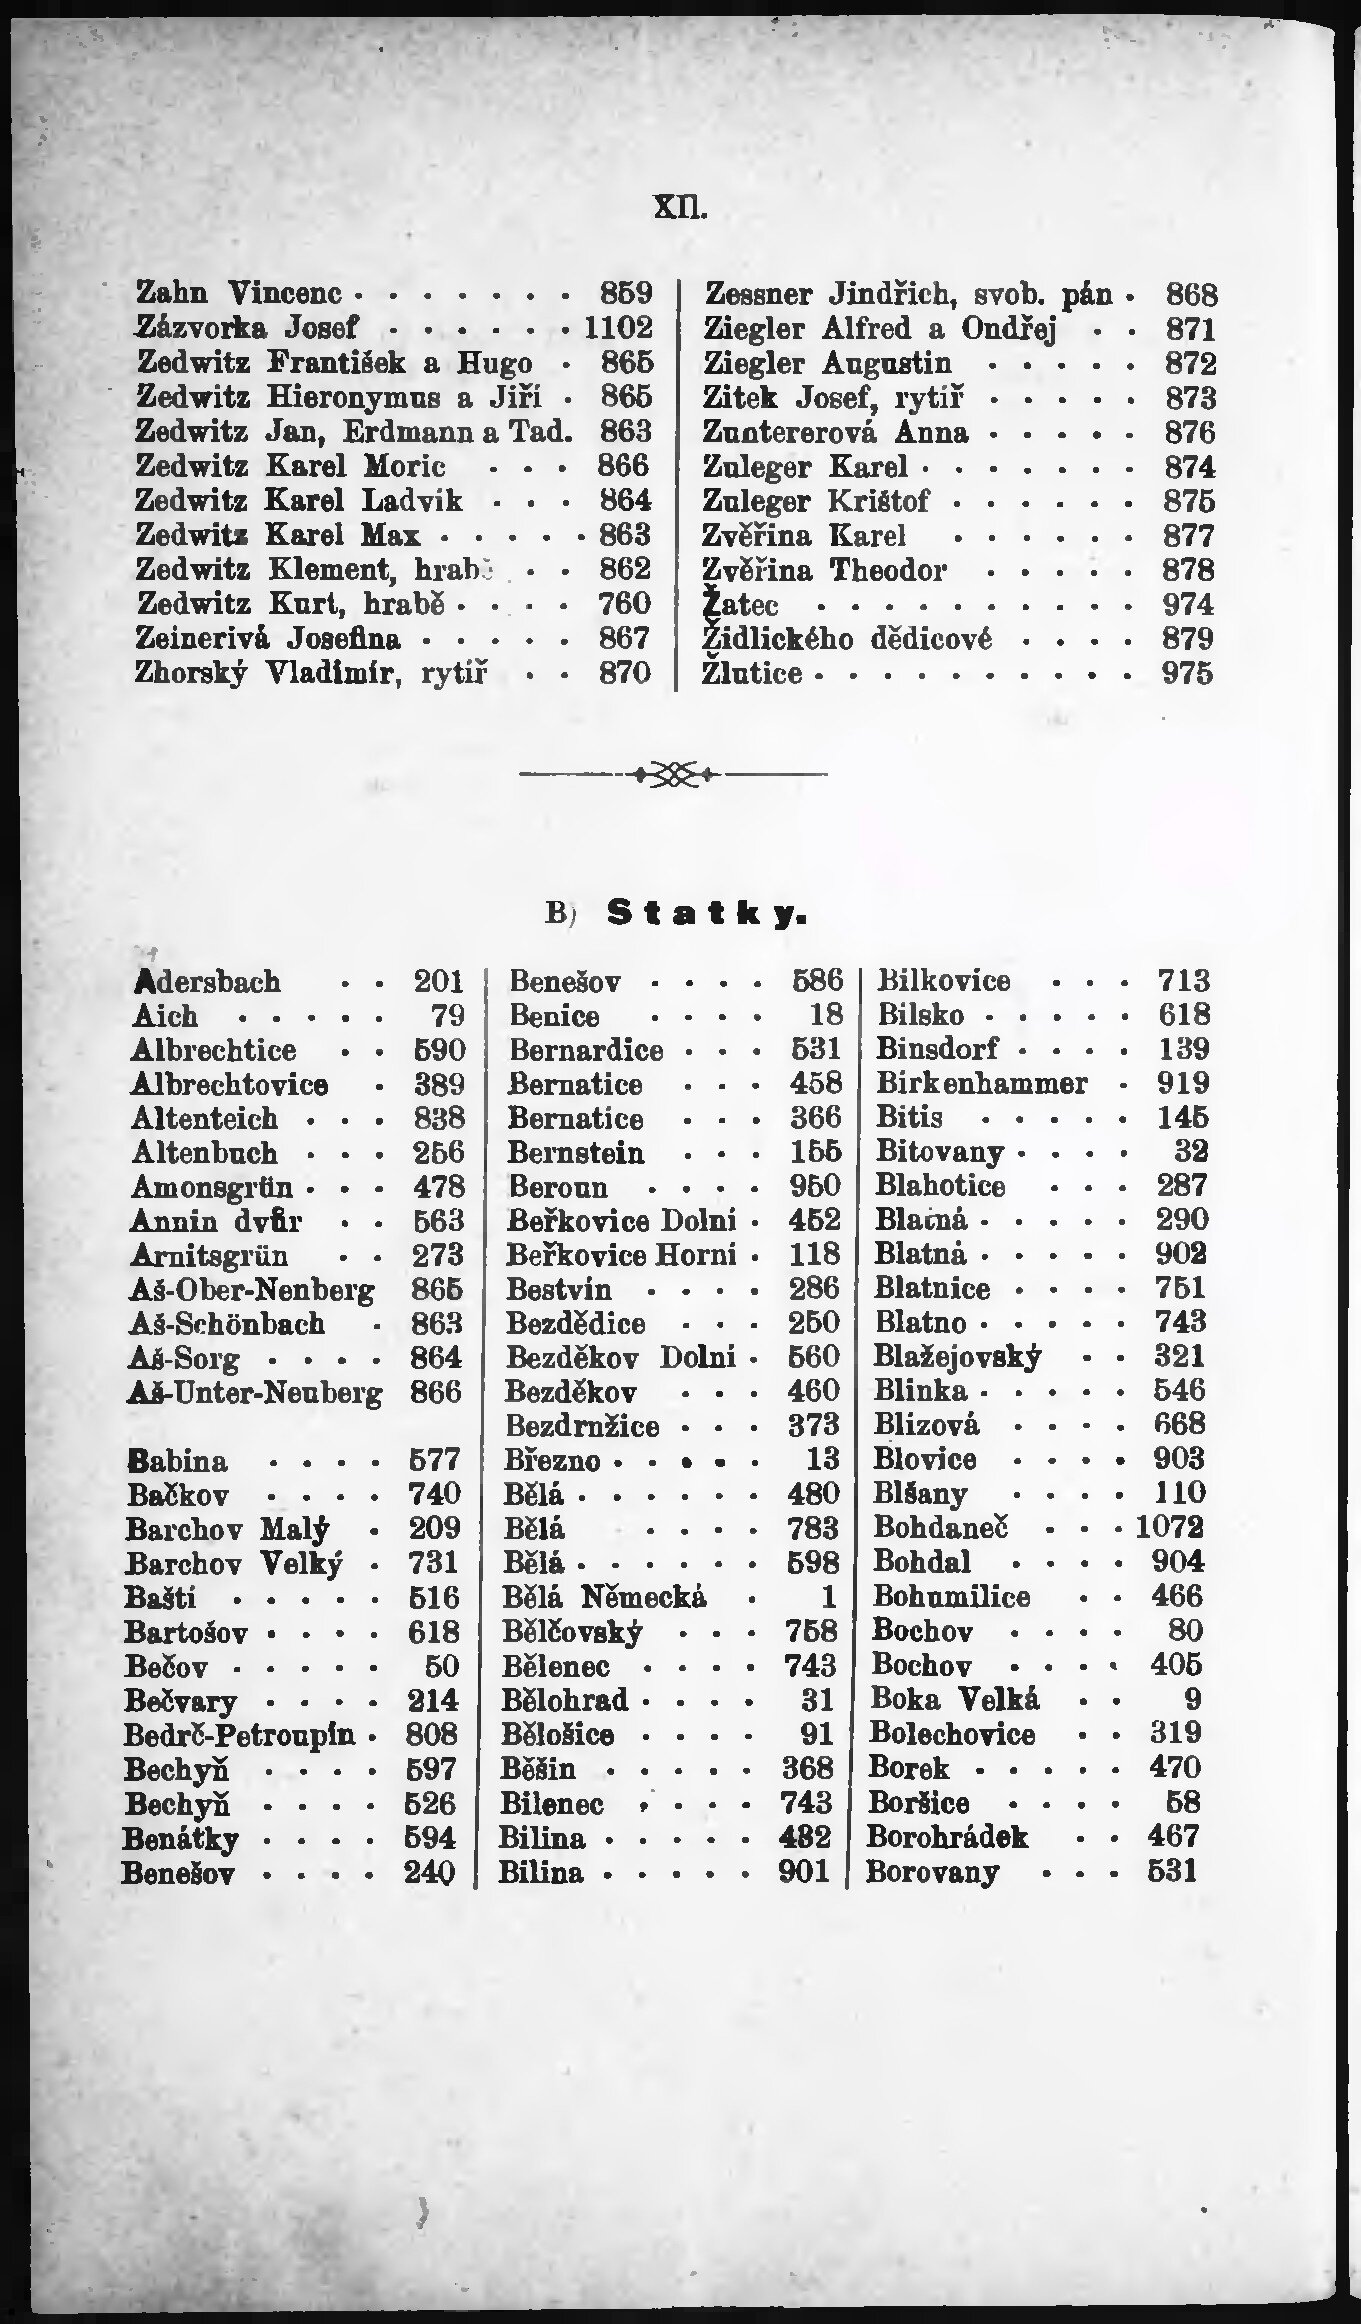 XII.
Zahn Vincenc . . . . . . . 859
Zázvorka Josef . . . . . . 1102
Zedwitz František a Hugo . 865
Zedwitz Hieronymus a Jiří . 865
Zedwitz Jan, Erdmann a Tad. 863
Zedwitz Karel Moric . . . 866
Zedwitz Karel Ladvik . . . 864
Zedwitz Karel Max . . . . . 863
Zedwitz Klement, hrabě . . 862
Zedwitz Kurt, hrabě . . . . 760
Zeinerivá Josefina . . . . . 867
Zhorský Vladimír, rytíř . . 870
Zessner Jindřich, svob. pán . 868
Ziegler Alfred a Ondřej . . 871
Ziegler Augustin . . . . . 872
Zitek Josef, rytíř . . . . . 873
Zuntererová Anna . . . . . 876
Zuleger Karel . . . . . . . 874
Zuleger Krištof . . . . . . 875
Zvěřina Karel . . . . . . 877
Zvěřina Theodor . . . . . 878
Žatec . . . . . . . . . . 974
Židlického dědicové . . . . 879
Žlutice . . . . . . . . . . 975
B) Statky.
Adersbach . . 201
Aich . . . . . 79
Albrechtice . . 590
Albrechtovice . 389
Altenteich . . . 838
Altenbuch . . . 256
Amonsgrün . . . 478
Annin dvůr . . 563
Arnitsgrün . . 273
Aš-Ober-Nenberg 865
Aš-Schönbach . 863
Aš-Sorg . . . . 864
Aš-Unter-Neuberg 866
Babina . . . . 577
Bačkov . . . . 740
Barchov Malý . 209
Barchov Velký . 731
Bašti . . . . . 516
Bartošov . . . . 618
Bečov . . . . . 50
Bečvary . . . . 214
Bedrč-Petroupin . 808
Bechyň . . . . 597
Bechyň . . . . 526
Benátky . . . . 594
Benešov . . . . 240
Benešov . . . . 586
Benice . . . . 18
Bernardice . . . 531
Bernatice . . . 458
Bernatice . . . 366
Bernstein . . . 155
Beroun . . . . 950
Beřkovice Dolní . 452
Beřkovice Horní . 118
Bestvin . . . . 286
Bezdědice . . . 250
Bezděkov Dolní . 560
Bezděkov . . . 460
Bezdružice . . . 373
Březno . . . . . 13
Bělá . . . . . . 480
Bělá . . . . 783
Bělá . . . . . . 598
Bělá Německá . 1
Bělčovský . . . 758
Bělenec . . . . 743
Bělohrad . . . . 31
Bělošice . . . . 91
Běšin . . . . . 368
Bilenec . . . . 743
Bilina . . . . . 432
Bilina . . . . . 901
Bilkovice . . . 713
Bilsko . . . . . 618
Binsdorf . . . . 139
Birkenhammer . 919
Bitis . . . . . 145
Bitovany . . . . 32
Blahotice . . . 287
Blatná . . . . . 290
Blatná . . . . . 902
Blatnice . . . . 751
Blatno . . . . . 743
Blažejovský . . 321
Blinka . . . . . 546
Blizová . . . . 668
Blovice . . . . 903
Blšany . . . . 110
Bohdaneč . . . 1072
Bohdal . . . . 904
Bohumilice . . 466
Bochov . . . . 80
Bochov . . . . 405
Boka Velká . . 9
Bolechovice . . 319
Borek . . . . . 470
Boršice . . . . 58
Borohrádek . . 467
Borovany . . . 531